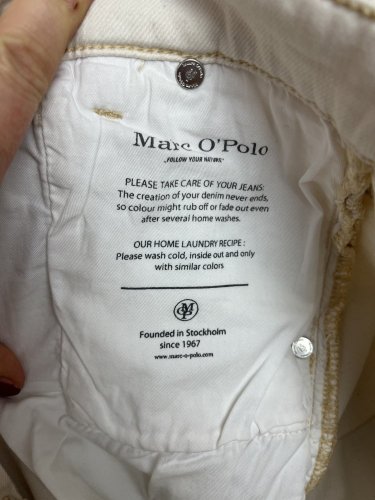 Marc O'Polo
„FOLLOW YOUR NATURE“
PLEASE TAKE CARE OF YOUR JEANS:
The creation of your denim never ends,
so colour might rub off or fade out even
after several home washes.
OUR HOME LAUNDRY RECIPE :
Please wash cold, inside out and only
with similar colors
Founded in Stockholm
since 1967
www.marc-o-polo.com